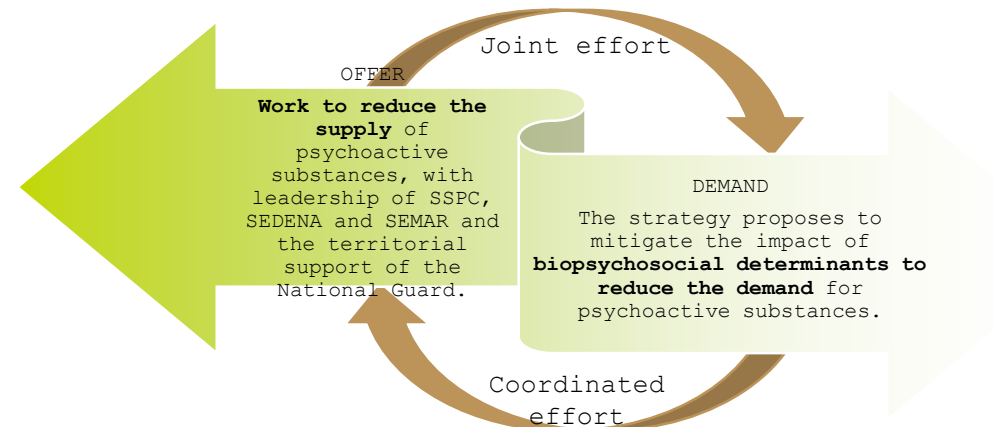 Joint effort
OFFER
Work to reduce the
supply of
psychoactive
substances, with
leadership of SSPC,
SEDENA and SEMAR and
the territorial
support of the
National Guard.
DEMAND
The strategy proposes to
mitigate the impact of
biopsychosocial determinants to
reduce the demand for
psychoactive substances.
Coordinated
effort